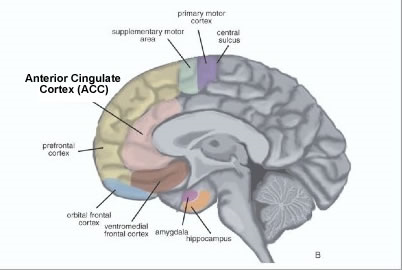 primary motor
cortex
supplementary motor
area
central
sulcus
Anterior Cingulate
Cortex (ACC)
prefrontal
cortex
orbital frontal
cortex
ventromedial
frontal cortex
amygdala
hippocampus
B